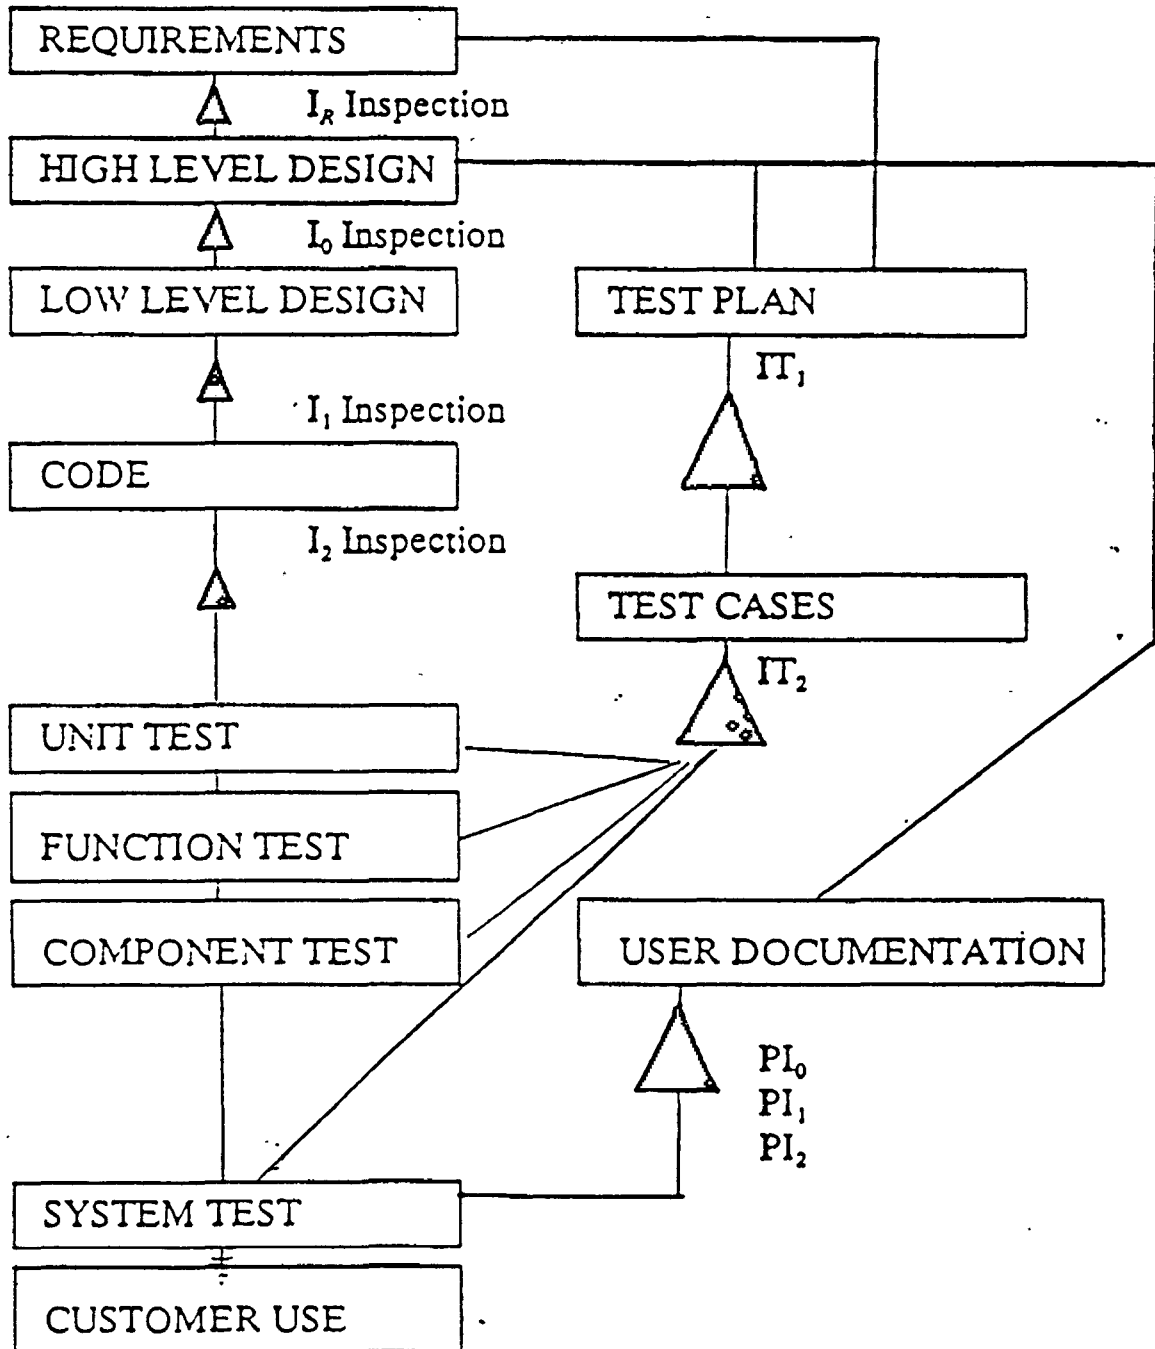 REQUIREMENTS
I_R Inspection
HIGH LEVEL DESIGN
I₀ Inspection
LOW LEVEL DESIGN
TEST PLAN
IT₁
I₁ Inspection
CODE
I₂ Inspection
TEST CASES
IT₂
UNIT TEST
FUNCTION TEST
COMPONENT TEST
USER DOCUMENTATION
PI₀
PI₁
PI₂
SYSTEM TEST
CUSTOMER USE